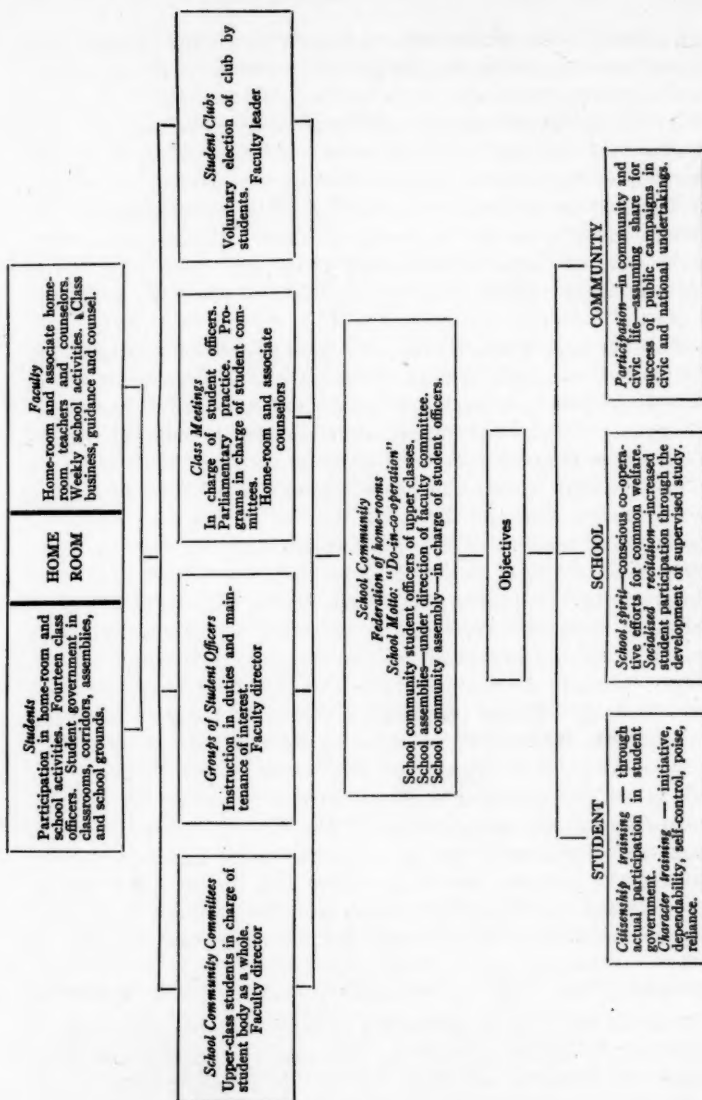 Students
Participation in home-room and
school activities. Fourteen class
officers. Student government in
classrooms, corridors, assemblies,
and school grounds.
HOME
ROOM
Faculty
Home-room and associate home-
room teachers and counselors.
Weekly school activities. Class
business, guidance and counsel.
School Community Committees
Upper-class students in charge of
student body as a whole.
Faculty director
Groups of Student Officers
Instruction in duties and main-
tenance of interest.
Faculty director
Class Meetings
In charge of student officers.
Parliamentary practice. Pro-
grams in charge of student com-
mittees.
Home-room and associate
counselors
Student Clubs
Voluntary election of club by
students.
Faculty leader
School Community
Federation of home-rooms
School Motto: "Do-in-co-operation"
School community student officers of upper classes.
School assemblies—under direction of faculty committee.
School community assembly—in charge of student officers.
Objectives
STUDENT
Citizenship training — through
actual participation in student
government.
Character training — initiative,
dependability, self-control, poise,
reliance.
SCHOOL
School spirit—conscious co-opera-
tive efforts for common welfare.
Socialized recitation—increased
student participation through the
development of supervised study.
COMMUNITY
Participation—in community and
civic life—assuming share for
success of public campaigns in
civic and national undertakings.